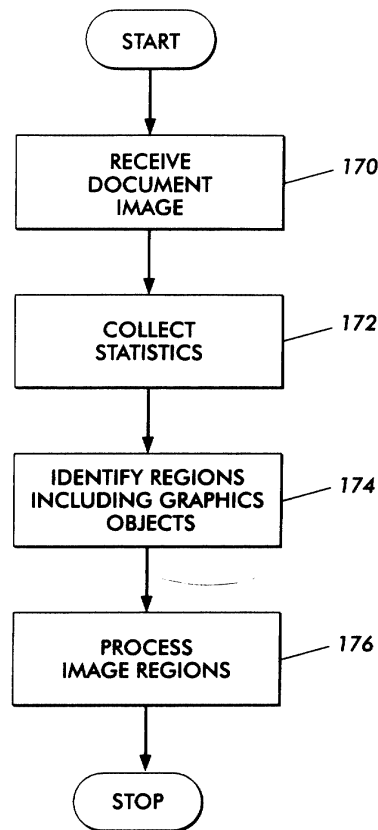 START
RECEIVE
DOCUMENT
IMAGE
170
COLLECT
STATISTICS
172
IDENTIFY REGIONS
INCLUDING GRAPHICS
OBJECTS
174
PROCESS
IMAGE REGIONS
176
STOP